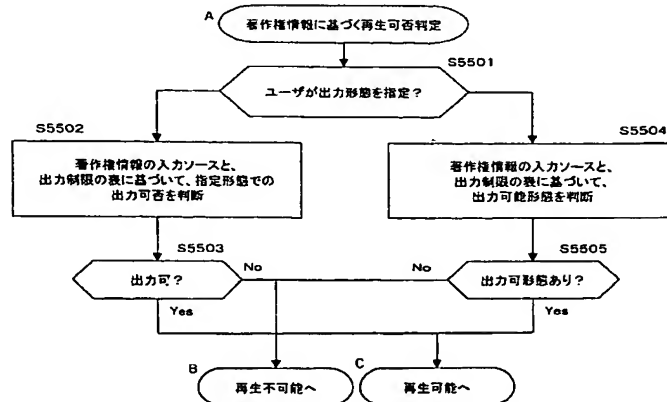 A
著作権情報に基づく再生可否判定
S5501
ユーザが出力形態を指定？
S5502
著作権情報の入力ソースと、
出力制限の表に基づいて、指定形態での
出力可否を判断
S5504
著作権情報の入力ソースと、
出力制限の表に基づいて、
出力可能形態を判断
S5503
出力可？
No
Yes
S5505
No
出力可形態あり？
Yes
B
再生不可能へ
C
再生可能へ